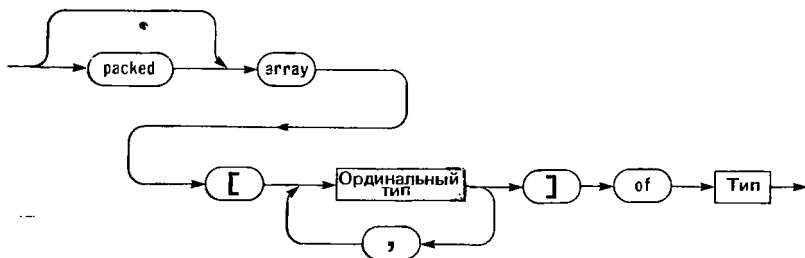 packed array
[ Ординальный
тип ] of Тип
,